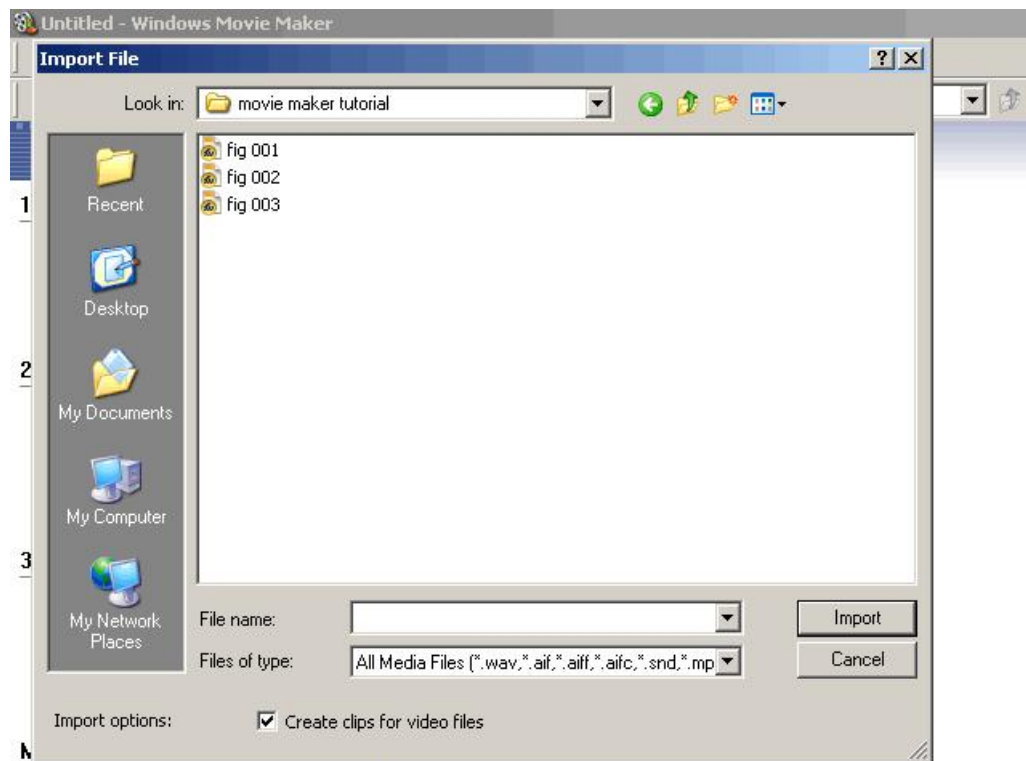 Untitled - Windows Movie Maker
Import File
Look in: movie maker tutorial
fig 001
fig 002
fig 003
Recent
Desktop
My Documents
My Computer
My Network
Places
1
2
3
File name:
Import
Files of type: All Media Files (*.wav,*.aif,*.aiff,*.aifc,*.snd,*.mp
Cancel
Import options: Create clips for video files